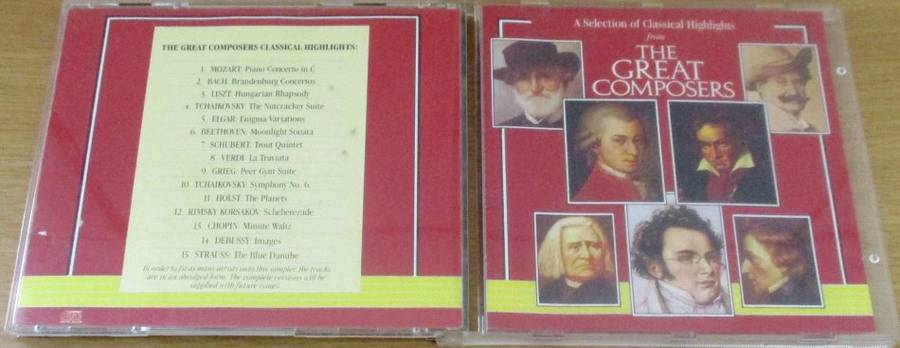 THE GREAT COMPOSERS CLASSICAL HIGHLIGHTS:
1. MOZART: Piano Concerto in C
2. BACH: Brandenburg Concertos
3. LISZT: Hungarian Rhapsody
4. TCHAIKOVSKY: The Nutcracker Suite
5. ELGAR: Enigma Variations
6. BEETHOVEN: Moonlight Sonata
7. SCHUBERT: Trout Quintet
8. VERDI: La Traviata
9. GRIEG: Peer Gynt Suite
10. TCHAIKOVSKY: Symphony No. 6.
11. HOLST: The Planets
12. RIMSKY KORSAKOV: Scheherezade
13. CHOPIN: Minute Waltz
14. DEBUSSY: Images
15. STRAUSS: The Blue Danube
In order to fit as many artists onto this sampler, the tracks
are in an abridged form. The complete versions will be
supplied with future issues.
A Selection of Classical Highlights
from
THE
GREAT
COMPOSERS